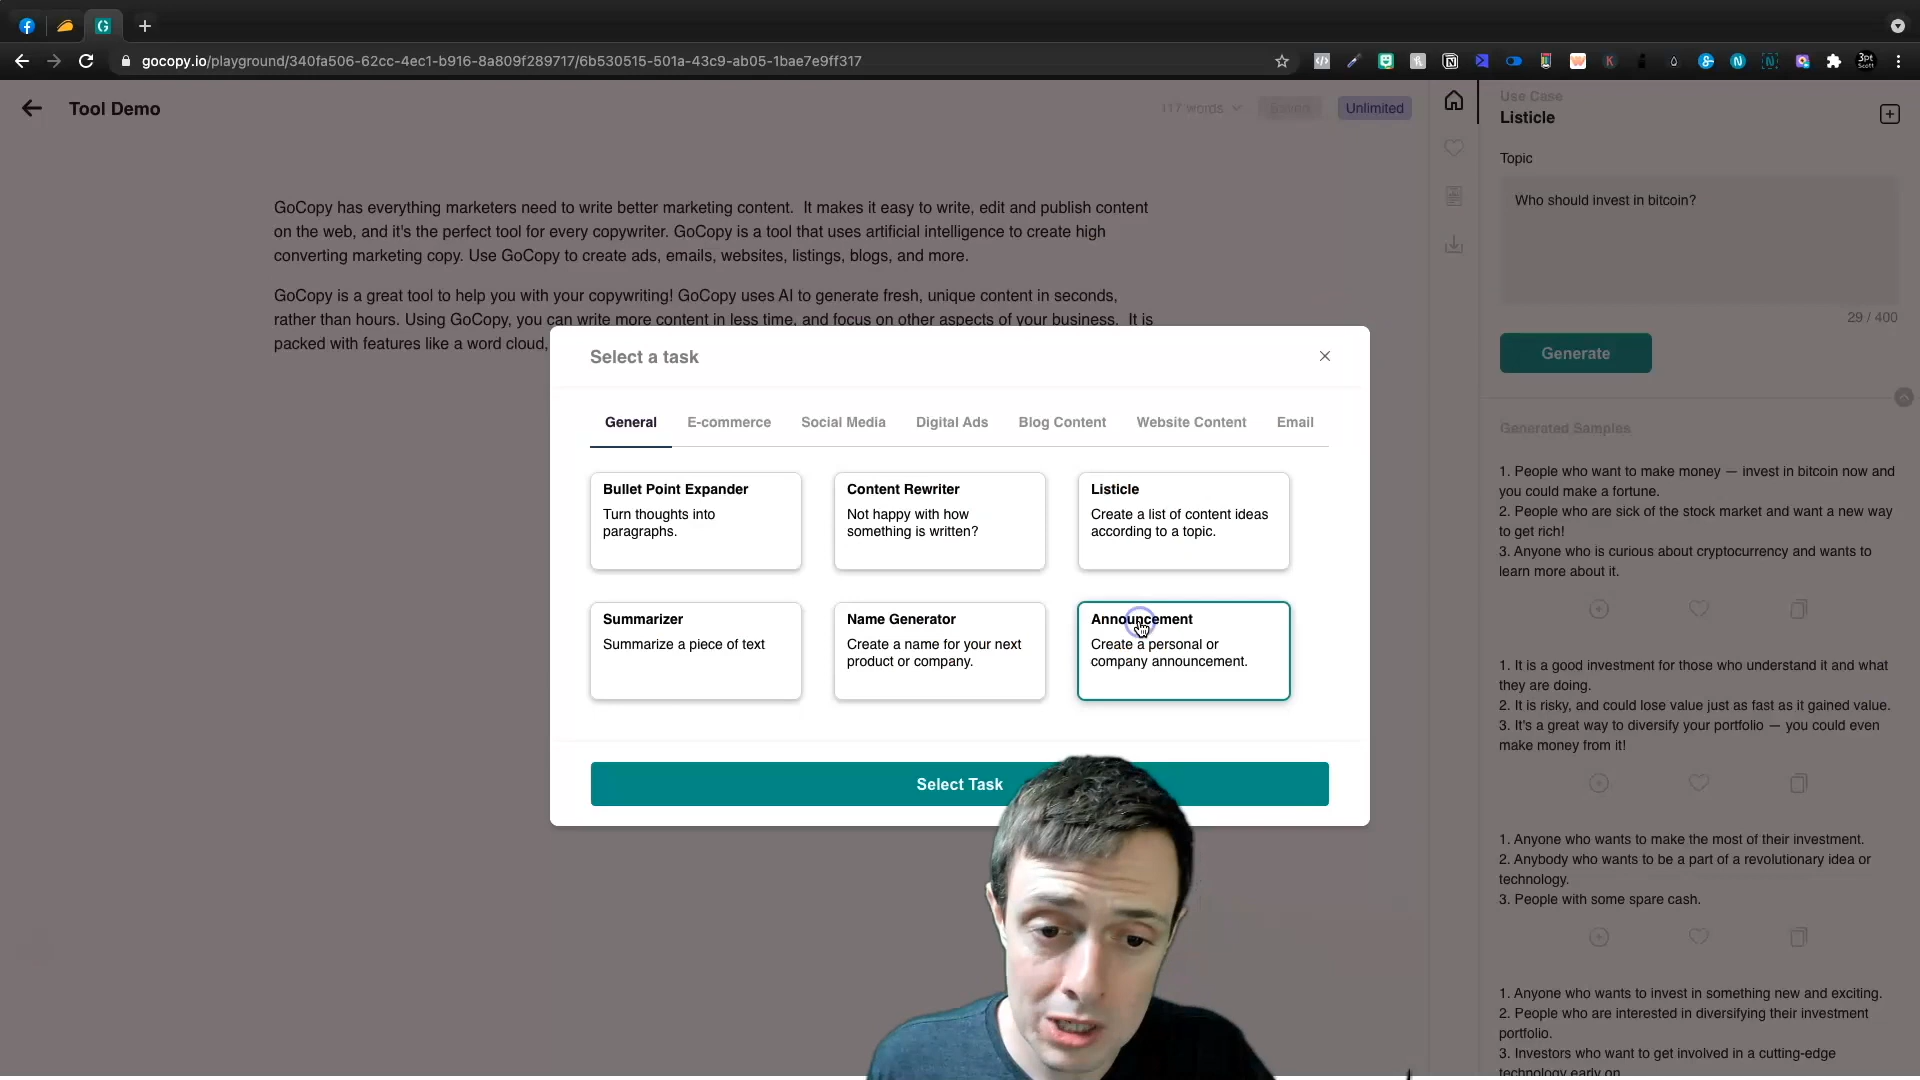 gocopy.io/playground/340fa506-62cc-4ec1-b916-8a809f289717/6b530515-501a-43c9-ab05-1bae7e9ff317
3pt
Scott
Tool Demo
117 words
Saved
Unlimited
GoCopy has everything marketers need to write better marketing content.  It makes it easy to write, edit and publish content
on the web, and it's the perfect tool for every copywriter. GoCopy is a tool that uses artificial intelligence to create high
converting marketing copy. Use GoCopy to create ads, emails, websites, listings, blogs, and more.
GoCopy is a great tool to help you with your copywriting! GoCopy uses AI to generate fresh, unique content in seconds,
rather than hours. Using GoCopy, you can write more content in less time, and focus on other aspects of your business.  It is
packed with features like a word cloud,
Select a task
General
E-commerce
Social Media
Digital Ads
Blog Content
Website Content
Email
Bullet Point Expander
Turn thoughts into
paragraphs.
Content Rewriter
Not happy with how
something is written?
Listicle
Create a list of content ideas
according to a topic.
Summarizer
Summarize a piece of text
Name Generator
Create a name for your next
product or company.
Announcement
Create a personal or
company announcement.
Select Task
Use Case
Listicle
Topic
Who should invest in bitcoin?
29 / 400
Generate
Generated Samples
1. People who want to make money — invest in bitcoin now and
you could make a fortune.
2. People who are sick of the stock market and want a new way
to get rich!
3. Anyone who is curious about cryptocurrency and wants to
learn more about it.
1. It is a good investment for those who understand it and what
they are doing.
2. It is risky, and could lose value just as fast as it gained value.
3. It's a great way to diversify your portfolio — you could even
make money from it!
1. Anyone who wants to make the most of their investment.
2. Anybody who wants to be a part of a revolutionary idea or
technology.
3. People with some spare cash.
1. Anyone who wants to invest in something new and exciting.
2. People who are interested in diversifying their investment
portfolio.
3. Investors who want to get involved in a cutting-edge
technology early on.